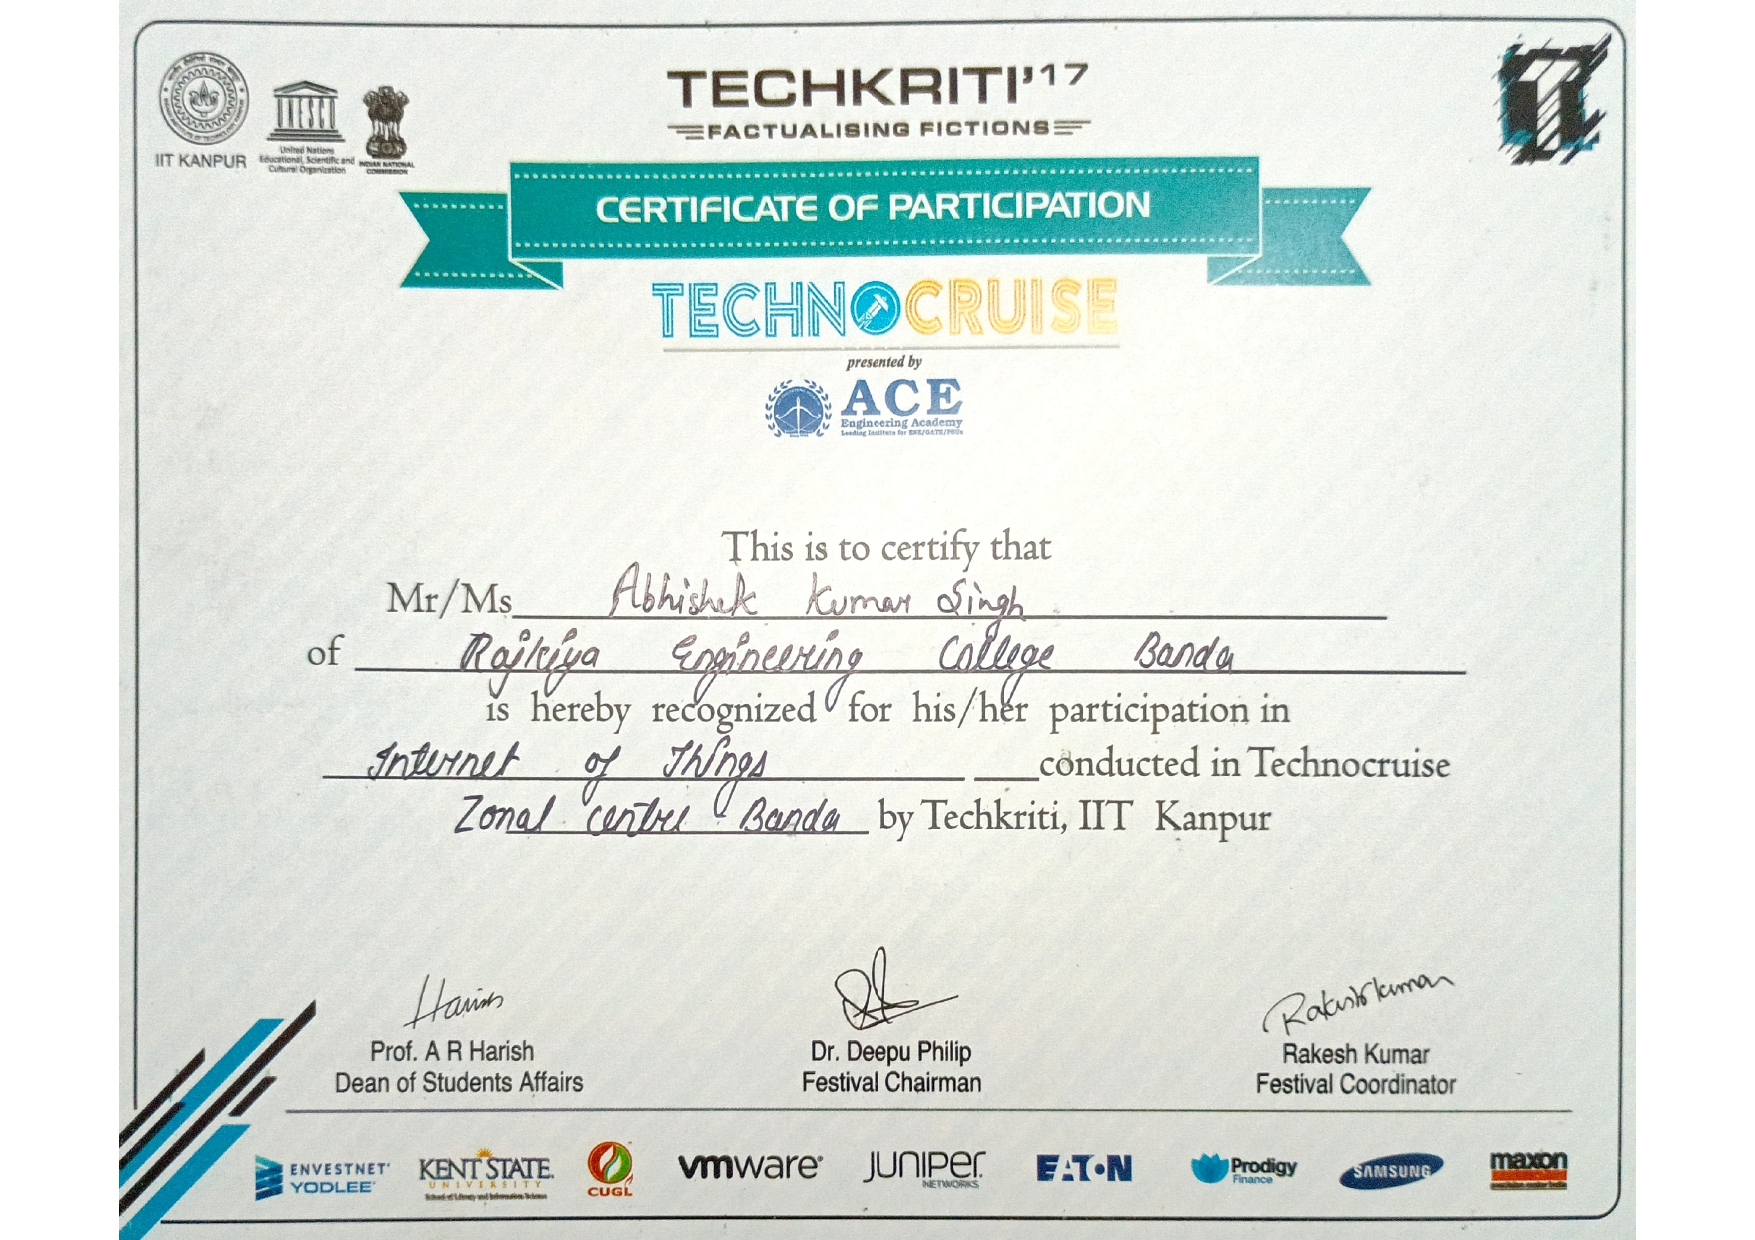 TECHKRITI'17
FACTUALISING FICTIONS
IIT KANPUR
UNESCO
United Nations
Educational, Scientific and
Cultural Organization
INDIAN NATIONAL
COMMISSION
CERTIFICATE OF PARTICIPATION
TECHNOCRUISE
presented by
ACE
Engineering Academy
Leading Institute for ESE/GATE/PSUs
This is to certify that
Mr/Ms Abhishek Kumar Singh
of Rajkiya Engineering College Banda
is hereby recognized for his/her participation in
Internet of Things conducted in Technocruise
Zonal centre Banda by Techkriti, IIT Kanpur
Harish
Rakesh Kumar
Prof. A R Harish
Dean of Students Affairs
Dr. Deepu Philip
Festival Chairman
Rakesh Kumar
Festival Coordinator
ENVESTNET
YODLEE
KENT STATE
UNIVERSITY
School of Library and Information Science
CUGL
vmware
JUNIPER
NETWORKS
EATON
Prodigy
Finance
SAMSUNG
maxon